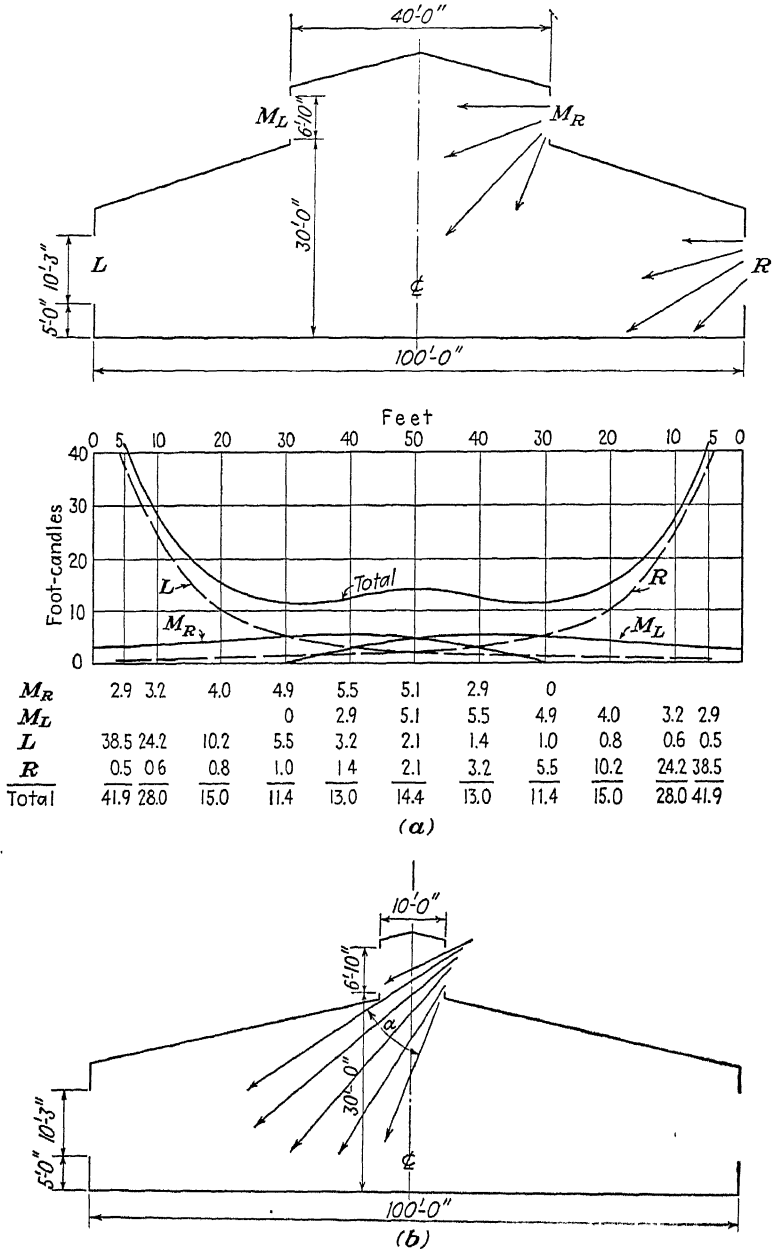 40'-0"
M_L
6'-10"
M_R
30'-0"
10'-3"
L
R
5'-0"
℄
100'-0"
Feet
0 5 10 20 30 40 50 40 30 20 10 5 0
Foot-candles
40
30
20
10
0
L
Total
R
M_R
M_L
M_R 2.9 3.2 4.0 4.9 5.5 5.1 2.9 0
M_L 0 2.9 5.1 5.5 4.9 4.0 3.2 2.9
L 38.5 24.2 10.2 5.5 3.2 2.1 1.4 1.0 0.8 0.6 0.5
R 0.5 0 6 0.8 1.0 1 4 2.1 3.2 5.5 10.2 24.2 38.5
Total 41.9 28.0 15.0 11.4 13.0 14.4 13.0 11.4 15.0 28.0 41.9
(a)
10'-0"
6'-10"
α
30'-0"
10'-3"
5'-0"
℄
100'-0"
(b)